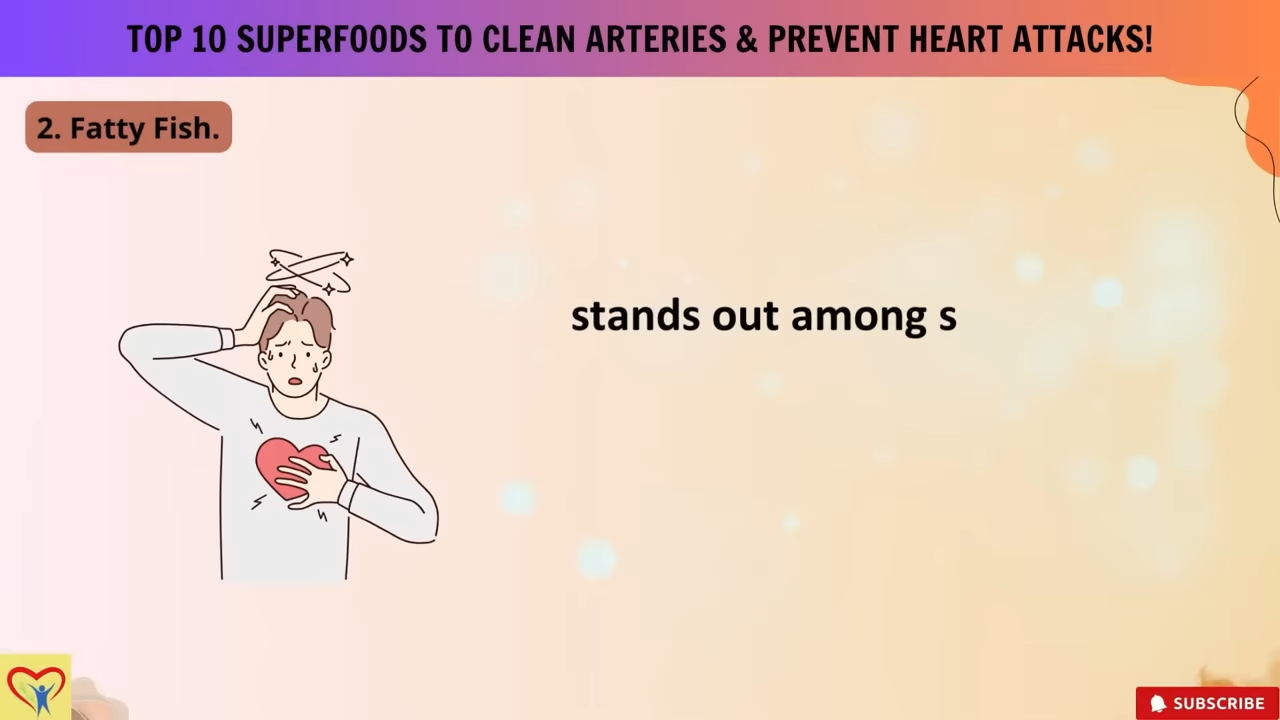 TOP 10 SUPERFOODS TO CLEAN ARTERIES & PREVENT HEART ATTACKS!
2. Fatty Fish.
stands out among s
SUBSCRIBE